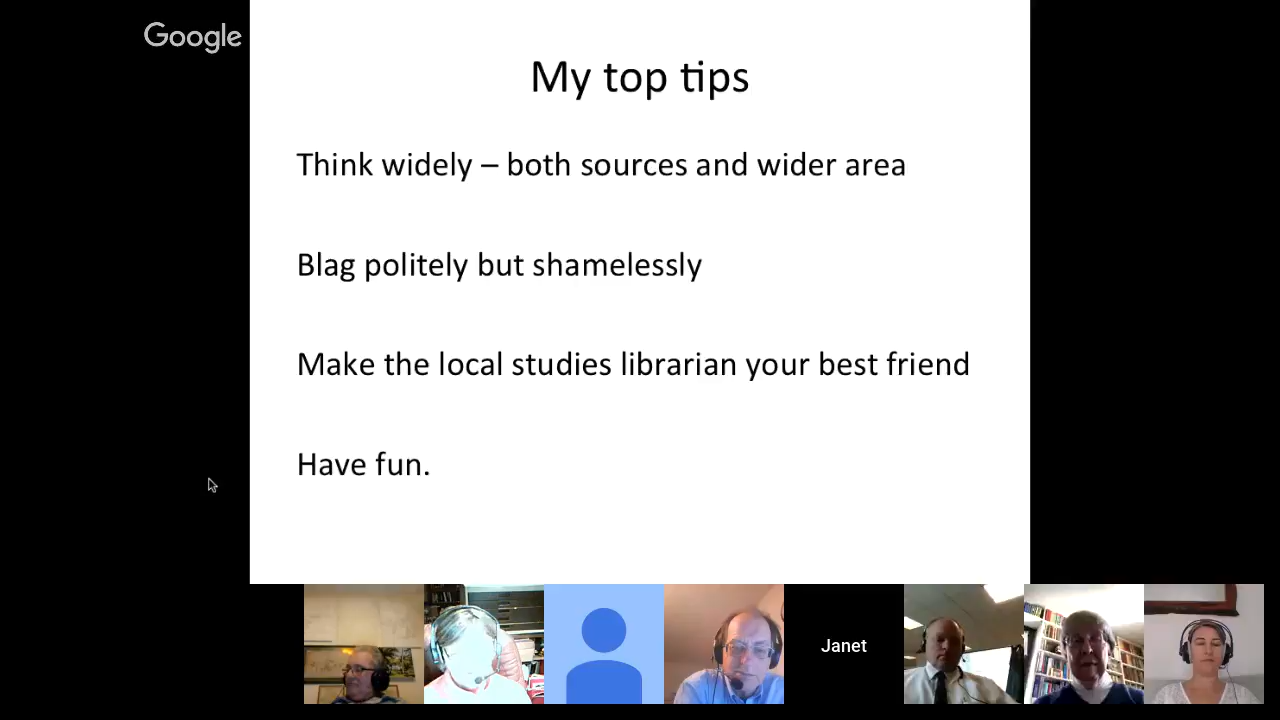 Google
My top tips
Think widely – both sources and wider area
Blag politely but shamelessly
Make the local studies librarian your best friend
Have fun.
Janet